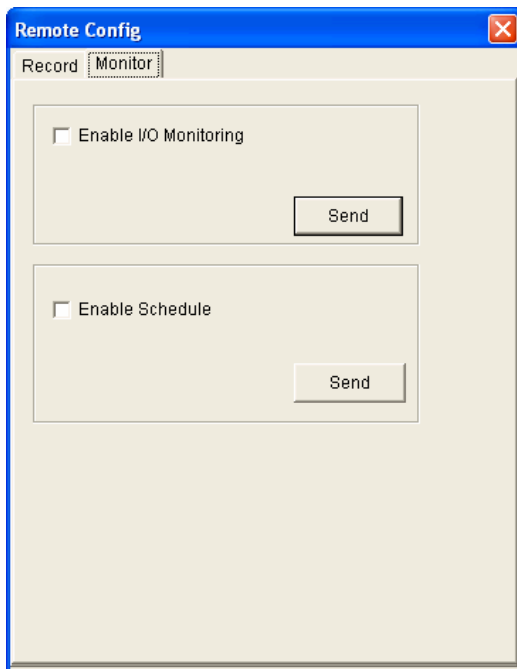 Remote Config
Record Monitor
Enable I/O Monitoring
Send
Enable Schedule
Send